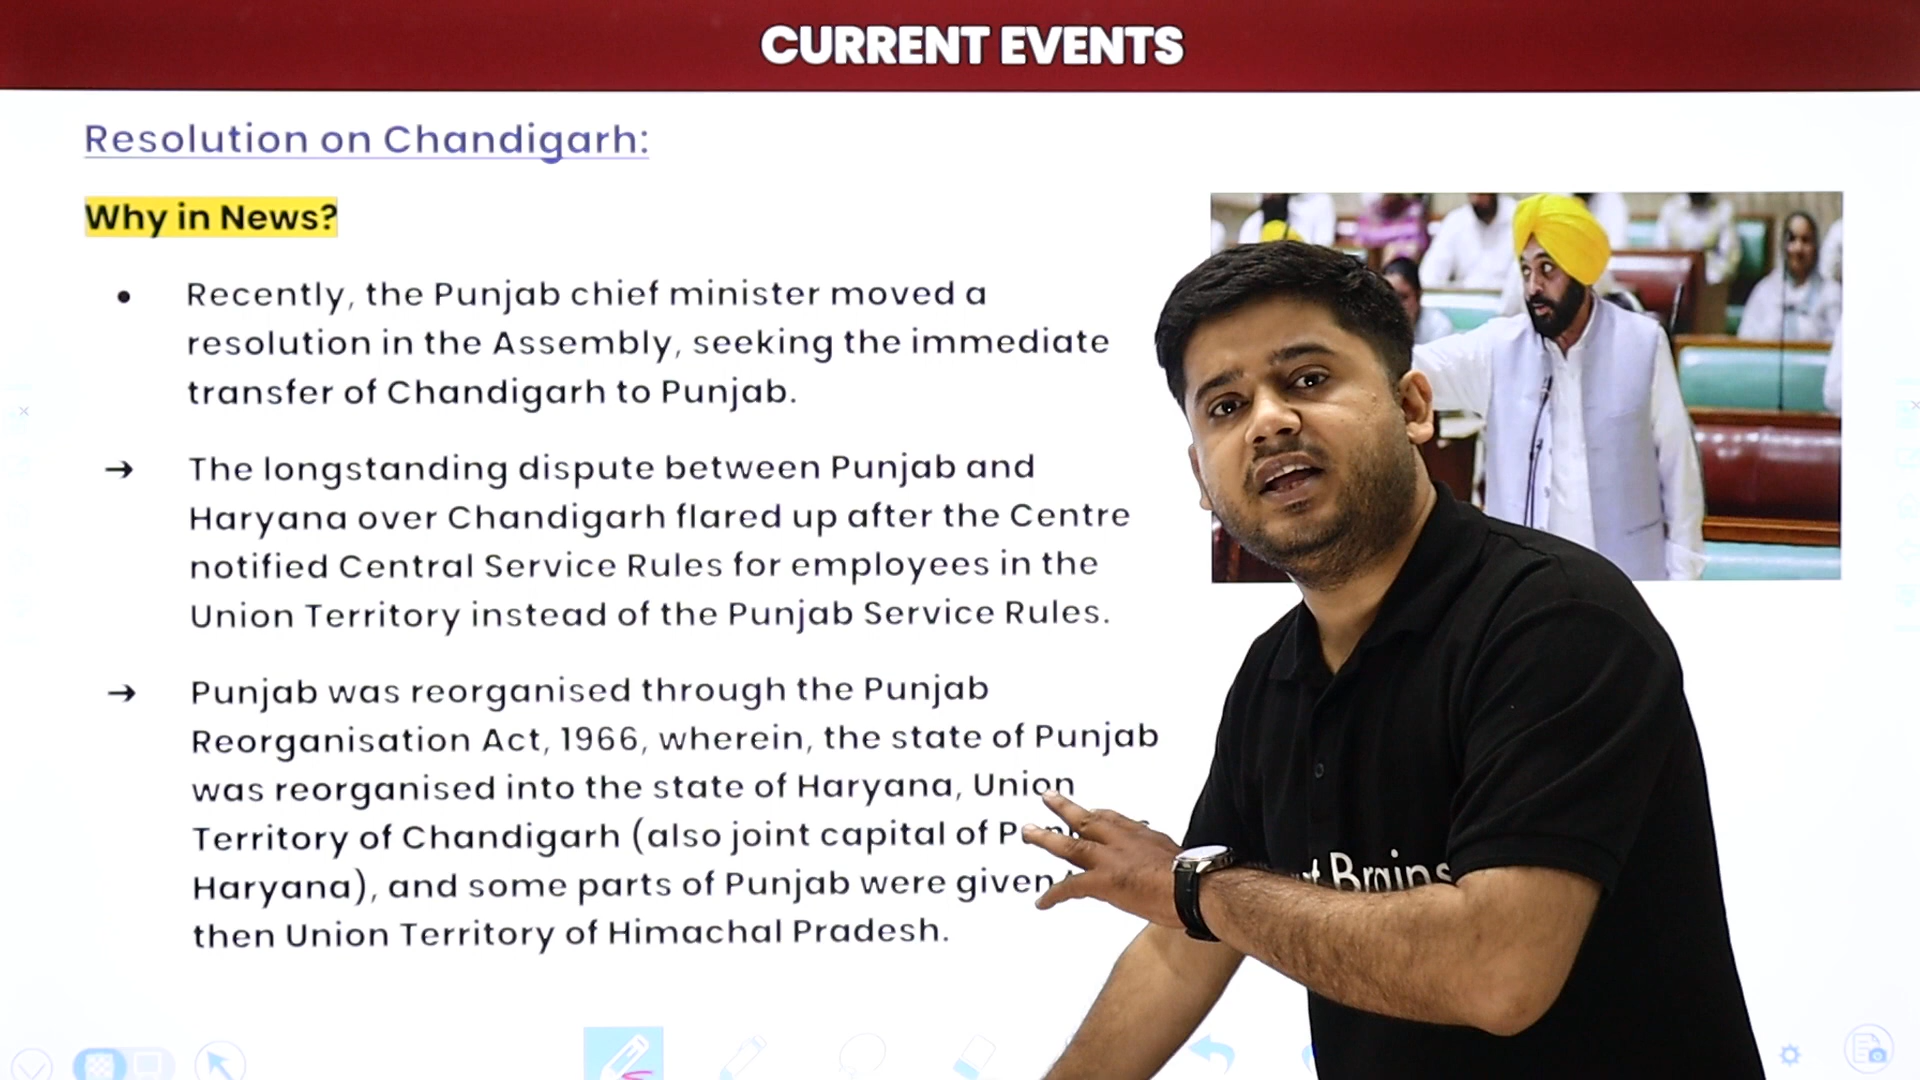 CURRENT EVENTS
Resolution on Chandigarh:
Why in News?
Recently, the Punjab chief minister moved a
resolution in the Assembly, seeking the immediate
transfer of Chandigarh to Punjab.
The longstanding dispute between Punjab and
Haryana over Chandigarh flared up after the Centre
notified Central Service Rules for employees in the
Union Territory instead of the Punjab Service Rules.
Punjab was reorganised through the Punjab
Reorganisation Act, 1966, wherein, the state of Punjab
was reorganised into the state of Haryana, Union
Territory of Chandigarh (also joint capital of
Haryana), and some parts of Punjab were given
then Union Territory of Himachal Pradesh.
Brains